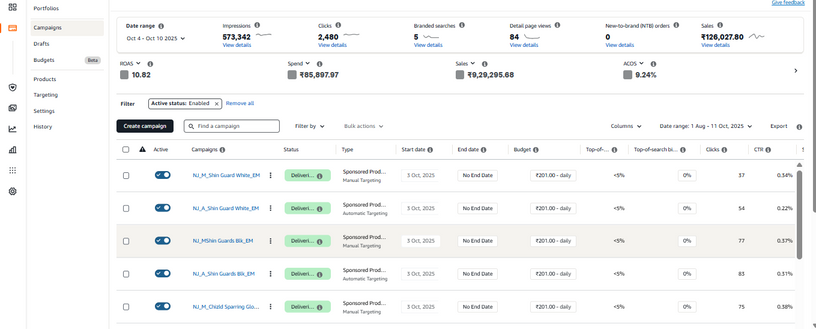 Give feedback
Portfolios
Campaigns
Drafts
Budgets Beta
Products
Targeting
Settings
History
Date range
Oct 4 - Oct 10 2025
Impressions
573,342
View details
Clicks
2,480
View details
Branded searches
5
View details
Detail page views
84
View details
New-to-brand (NTB) orders
0
View details
Sales
₹126,027.80
View details
ROAS
10.82
Spend
₹85,897.97
Sales
₹9,29,295.68
ACOS
9.24%
Filter
Active status: Enabled
Remove all
Create campaign
Find a campaign
Filter by
Bulk actions
Columns
Date range: 1 Aug - 11 Oct, 2025
Export
Active Campaigns Status Type Start date End date Budget Top-of-... Top-of-search bi... Clicks CTR
NJ_M_Shin Guard White_EM Deliveri... Sponsored Prod... Manual Targeting 3 Oct, 2025 No End Date ₹201.00 - daily <5% 0% 37 0.34%
NJ_A_Shin Guard White_EM Deliveri... Sponsored Prod... Automatic Targeting 3 Oct, 2025 No End Date ₹201.00 - daily <5% 0% 54 0.22%
NJ_MShin Guards Blk_EM Deliveri... Sponsored Prod... Manual Targeting 3 Oct, 2025 No End Date ₹201.00 - daily <5% 0% 77 0.37%
NJ_A_Shin Guards Blk_EM Deliveri... Sponsored Prod... Automatic Targeting 3 Oct, 2025 No End Date ₹201.00 - daily <5% 0% 83 0.31%
NJ_M_Chizid Sparring Glo... Deliveri... Sponsored Prod... Manual Targeting 3 Oct, 2025 No End Date ₹201.00 - daily <5% 0% 75 0.38%